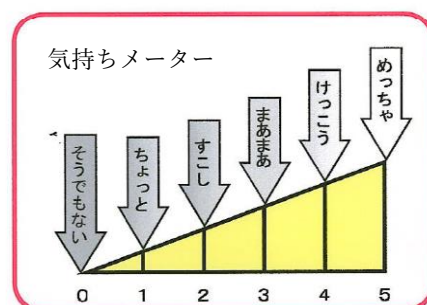 気持ちメーター
そうでもない
ちょっと
すこし
まあまあ
けっこう
めっちゃ
0 1 2 3 4 5